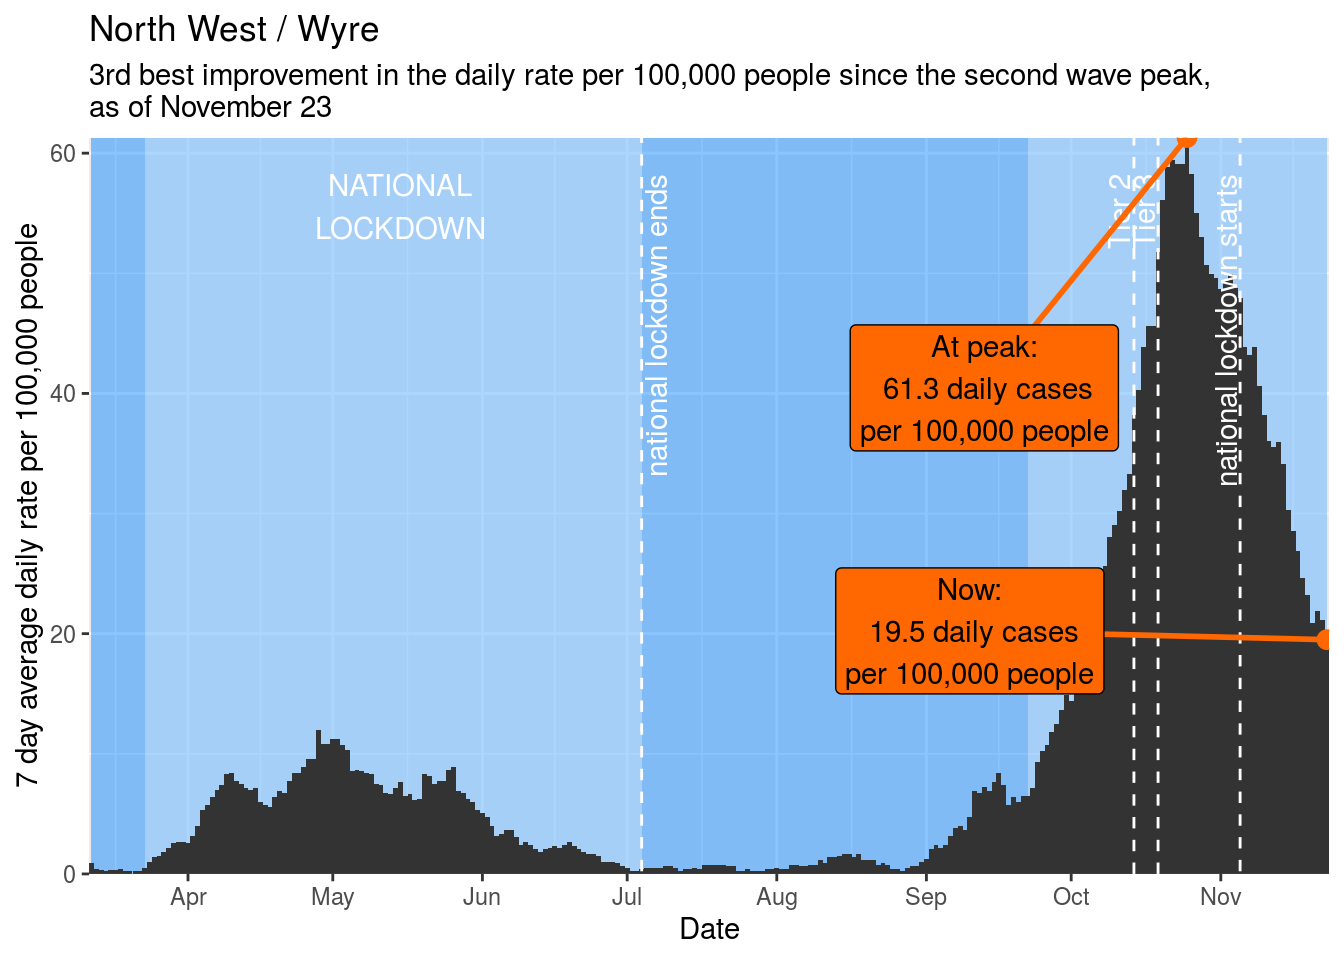 North West / Wyre
3rd best improvement in the daily rate per 100,000 people since the second wave peak,
as of November 23
7 day average daily rate per 100,000 people
60
40
20
0
NATIONAL
LOCKDOWN
national lockdown ends
Tier 2
Tier 3
national lockdown starts
At peak:
61.3 daily cases
per 100,000 people
Now:
19.5 daily cases
per 100,000 people
Apr May Jun Jul Aug Sep Oct Nov
Date